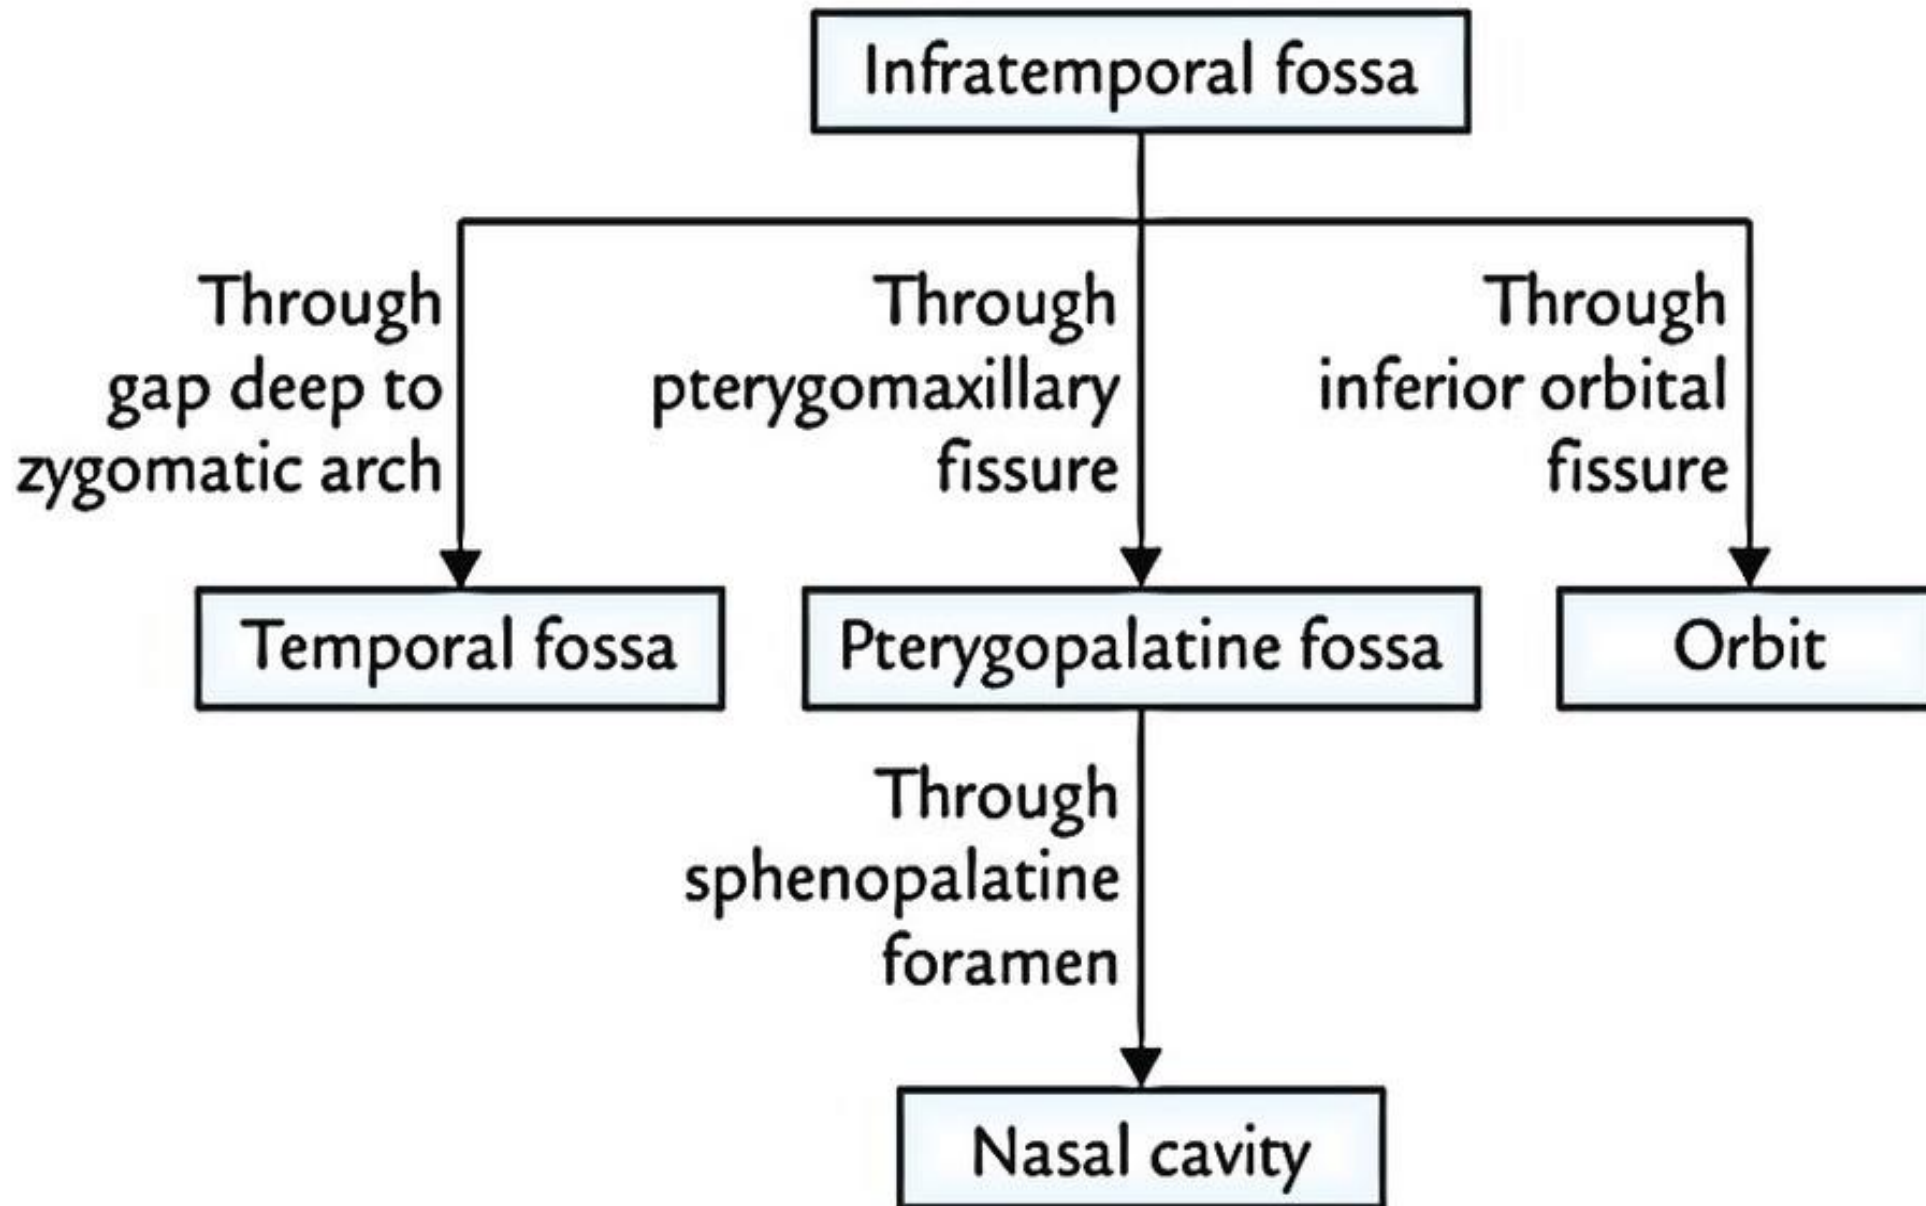 Infratemporal fossa
Through
gap deep to
zygomatic arch
Through
pterygomaxillary
fissure
Through
inferior orbital
fissure
Temporal fossa
Pterygopalatine fossa
Orbit
Through
sphenopalatine
foramen
Nasal cavity